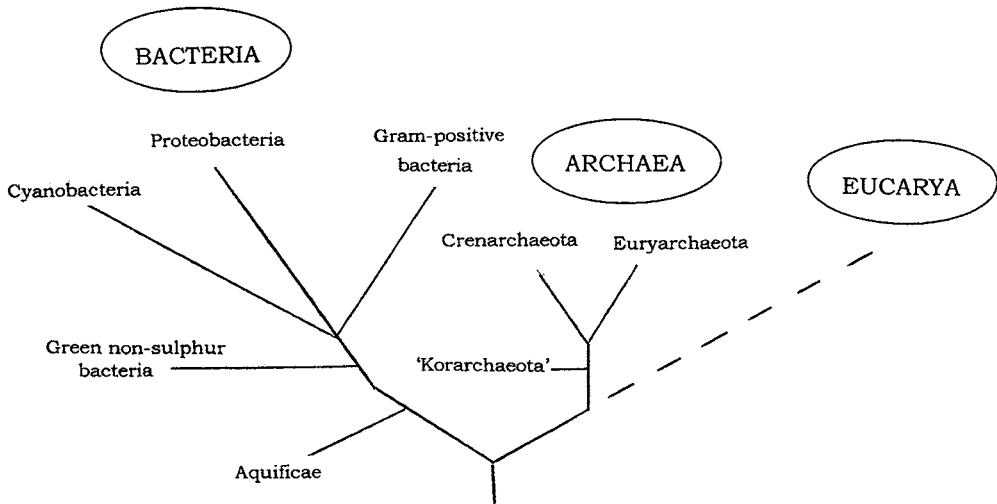 BACTERIA
Proteobacteria
Gram-positive
bacteria
ARCHAEA
EUCARYA
Cyanobacteria
Crenarchaeota
Euryarchaeota
Green non-sulphur
bacteria
'Korarchaeota'
Aquificae